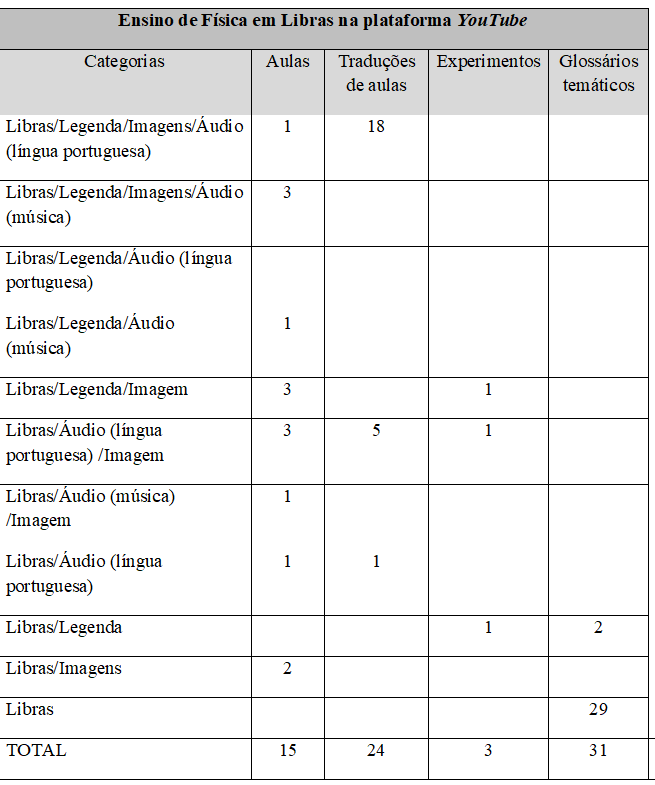 Ensino de Física em Libras na plataforma YouTube
Categorias Aulas Traduções de aulas Experimentos Glossários temáticos
Libras/Legenda/Imagens/Áudio 1 18
(língua portuguesa)
Libras/Legenda/Imagens/Áudio 3
(música)
Libras/Legenda/Áudio (língua
portuguesa)
Libras/Legenda/Áudio 1
(música)
Libras/Legenda/Imagem 3 1
Libras/Áudio (língua 3 5 1
portuguesa) /Imagem
Libras/Áudio (música) 1
/Imagem
Libras/Áudio (língua 1 1
portuguesa)
Libras/Legenda 1 2
Libras/Imagens 2
Libras 29
TOTAL 15 24 3 31